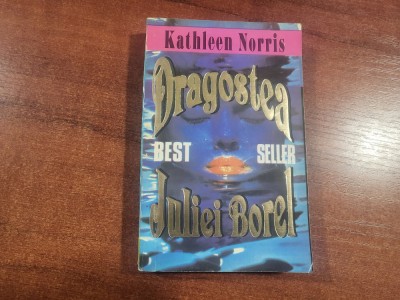 Kathleen Norris
Dragostea
BEST SELLER
Juliei Borel